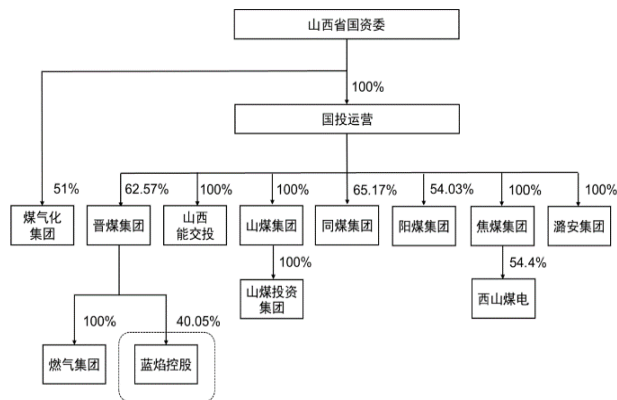 山西省国资委
100%
国投运营
51%
62.57%
100%
100%
65.17%
54.03%
100%
100%
煤气化
集团
晋煤集团
山西
能交投
山煤集团
同煤集团
阳煤集团
焦煤集团
潞安集团
100%
54.4%
山煤投资
集团
西山煤电
100%
40.05%
燃气集团
蓝焰控股